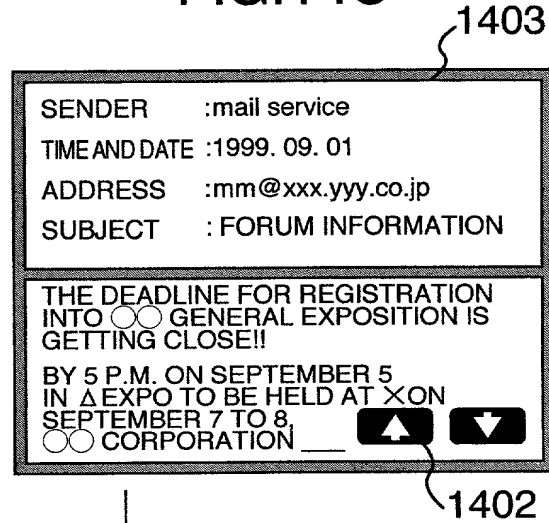 1403
SENDER :mail service
TIME AND DATE :1999. 09. 01
ADDRESS :mm@xxx.yyy.co.jp
SUBJECT : FORUM INFORMATION
THE DEADLINE FOR REGISTRATION
INTO ○○ GENERAL EXPOSITION IS
GETTING CLOSE!!
BY 5 P.M. ON SEPTEMBER 5
IN △EXPO TO BE HELD AT ×ON
SEPTEMBER 7 TO 8,
○○ CORPORATION ___
1402